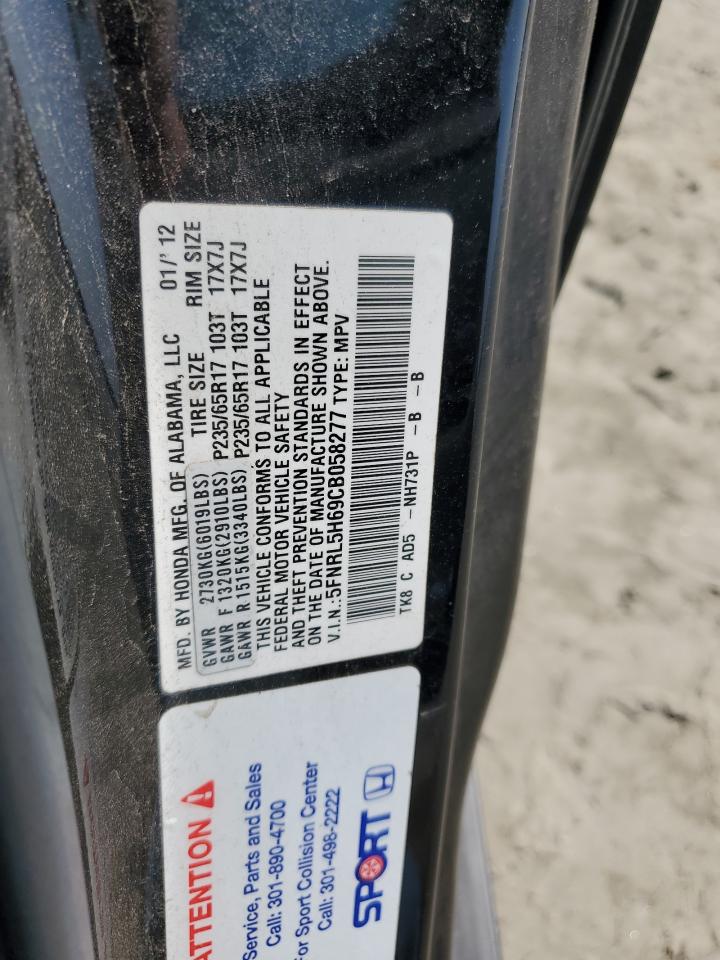 MFD. BY HONDA MFG. OF ALABAMA, LLC 01/' 12
TIRE SIZE RIM SIZE
GVWR 2730KG(6019LBS)
GAWR F 1320KG(2910LBS) P235/65R17 103T 17X7J
GAWR R 1515KG(3340LBS) P235/65R17 103T 17X7J
THIS VEHICLE CONFORMS TO ALL APPLICABLE
FEDERAL MOTOR VEHICLE SAFETY
AND THEFT PREVENTION STANDARDS IN EFFECT
ON THE DATE OF MANUFACTURE SHOWN ABOVE.
V.I.N.:5FNRL5H69CB058277 TYPE: MPV
TK8 C AD5 -NH731P -B -B
ATTENTION
Service, Parts and Sales
Call: 301-890-4700
For Sport Collision Center
Call: 301-498-2222
SPORT